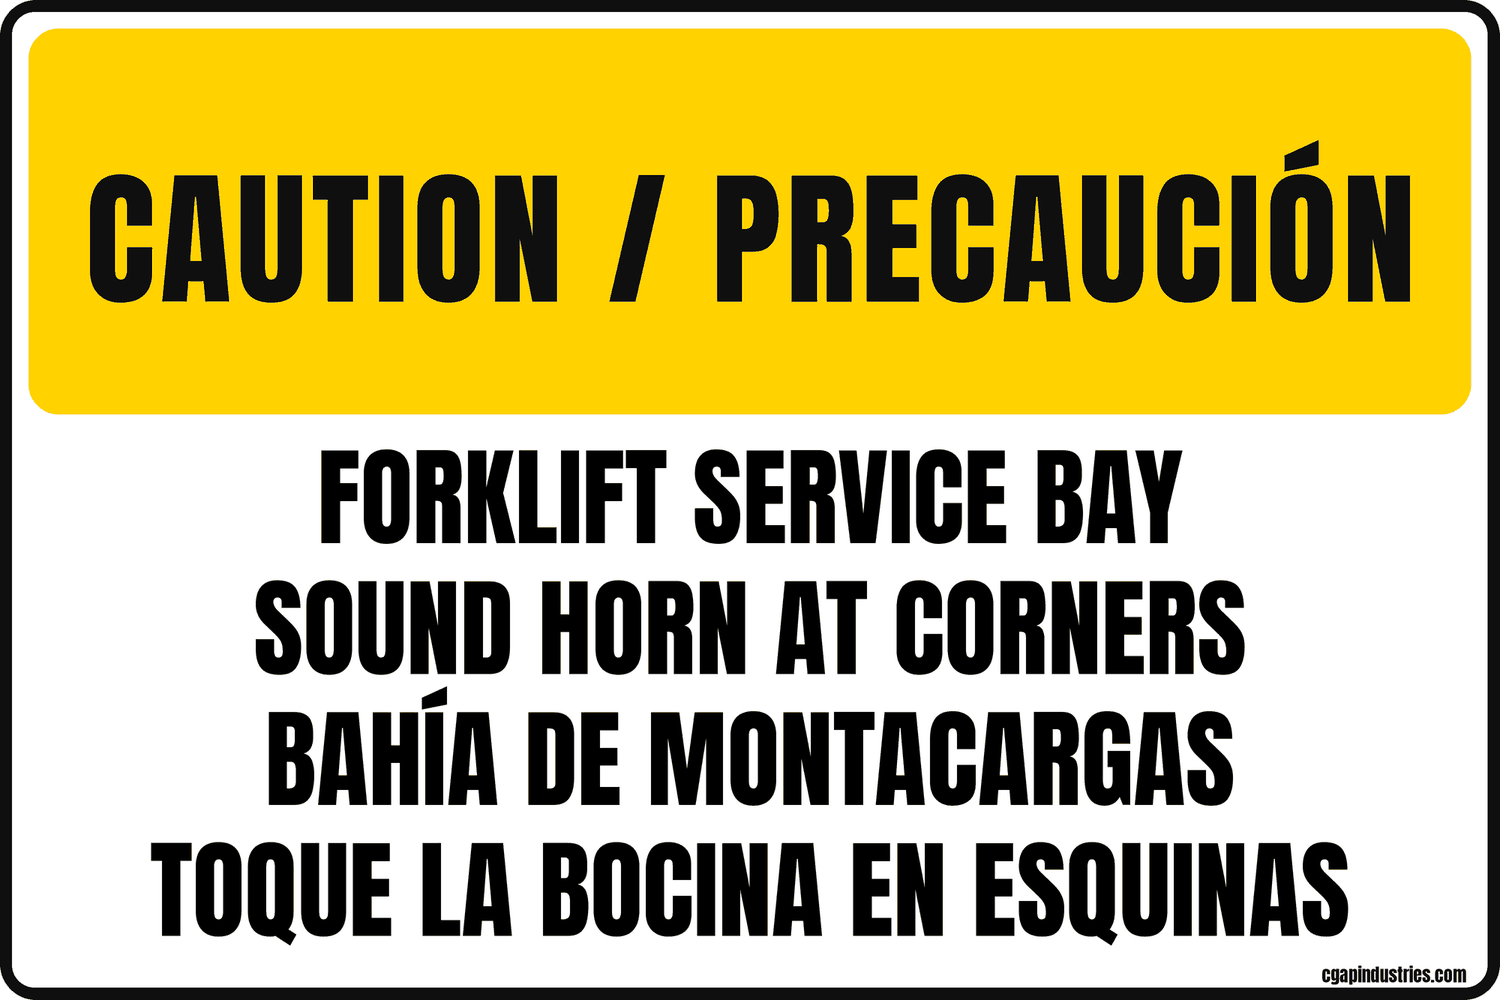 CAUTION / PRECAUCIÓN
FORKLIFT SERVICE BAY
SOUND HORN AT CORNERS
BAHÍA DE MONTACARGAS
TOQUE LA BOCINA EN ESQUINAS
cgapindustries.com